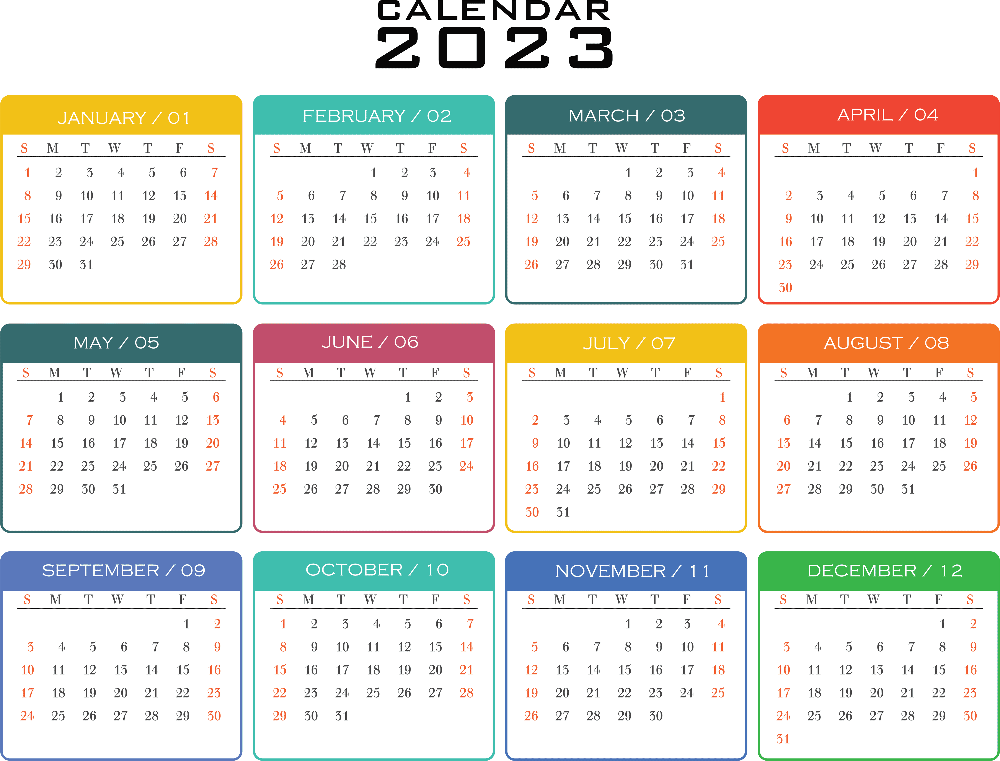 CALENDAR
2023
JANUARY / 01
S M T W T F S
1 2 3 4 5 6 7
8 9 10 11 12 13 14
15 16 17 18 19 20 21
22 23 24 25 26 27 28
29 30 31
FEBRUARY / 02
S M T W T F S
1 2 3 4
5 6 7 8 9 10 11
12 13 14 15 16 17 18
19 20 21 22 23 24 25
26 27 28
MARCH / 03
S M T W T F S
1 2 3 4
5 6 7 8 9 10 11
12 13 14 15 16 17 18
19 20 21 22 23 24 25
26 27 28 29 30 31
APRIL / 04
S M T W T F S
1
2 3 4 5 6 7 8
9 10 11 12 13 14 15
16 17 18 19 20 21 22
23 24 25 26 27 28 29
30
MAY / 05
S M T W T F S
1 2 3 4 5 6
7 8 9 10 11 12 13
14 15 16 17 18 19 20
21 22 23 24 25 26 27
28 29 30 31
JUNE / 06
S M T W T F S
1 2 3
4 5 6 7 8 9 10
11 12 13 14 15 16 17
18 19 20 21 22 23 24
25 26 27 28 29 30
JULY / 07
S M T W T F S
1
2 3 4 5 6 7 8
9 10 11 12 13 14 15
16 17 18 19 20 21 22
23 24 25 26 27 28 29
30 31
AUGUST / 08
S M T W T F S
1 2 3 4 5
6 7 8 9 10 11 12
13 14 15 16 17 18 19
20 21 22 23 24 25 26
27 28 29 30 31
SEPTEMBER / 09
S M T W T F S
1 2
3 4 5 6 7 8 9
10 11 12 13 14 15 16
17 18 19 20 21 22 23
24 25 26 27 28 29 30
OCTOBER / 10
S M T W T F S
1 2 3 4 5 6 7
8 9 10 11 12 13 14
15 16 17 18 19 20 21
22 23 24 25 26 27 28
29 30 31
NOVEMBER / 11
S M T W T F S
1 2 3 4
5 6 7 8 9 10 11
12 13 14 15 16 17 18
19 20 21 22 23 24 25
26 27 28 29 30
DECEMBER / 12
S M T W T F S
1 2
3 4 5 6 7 8 9
10 11 12 13 14 15 16
17 18 19 20 21 22 23
24 25 26 27 28 29 30
31